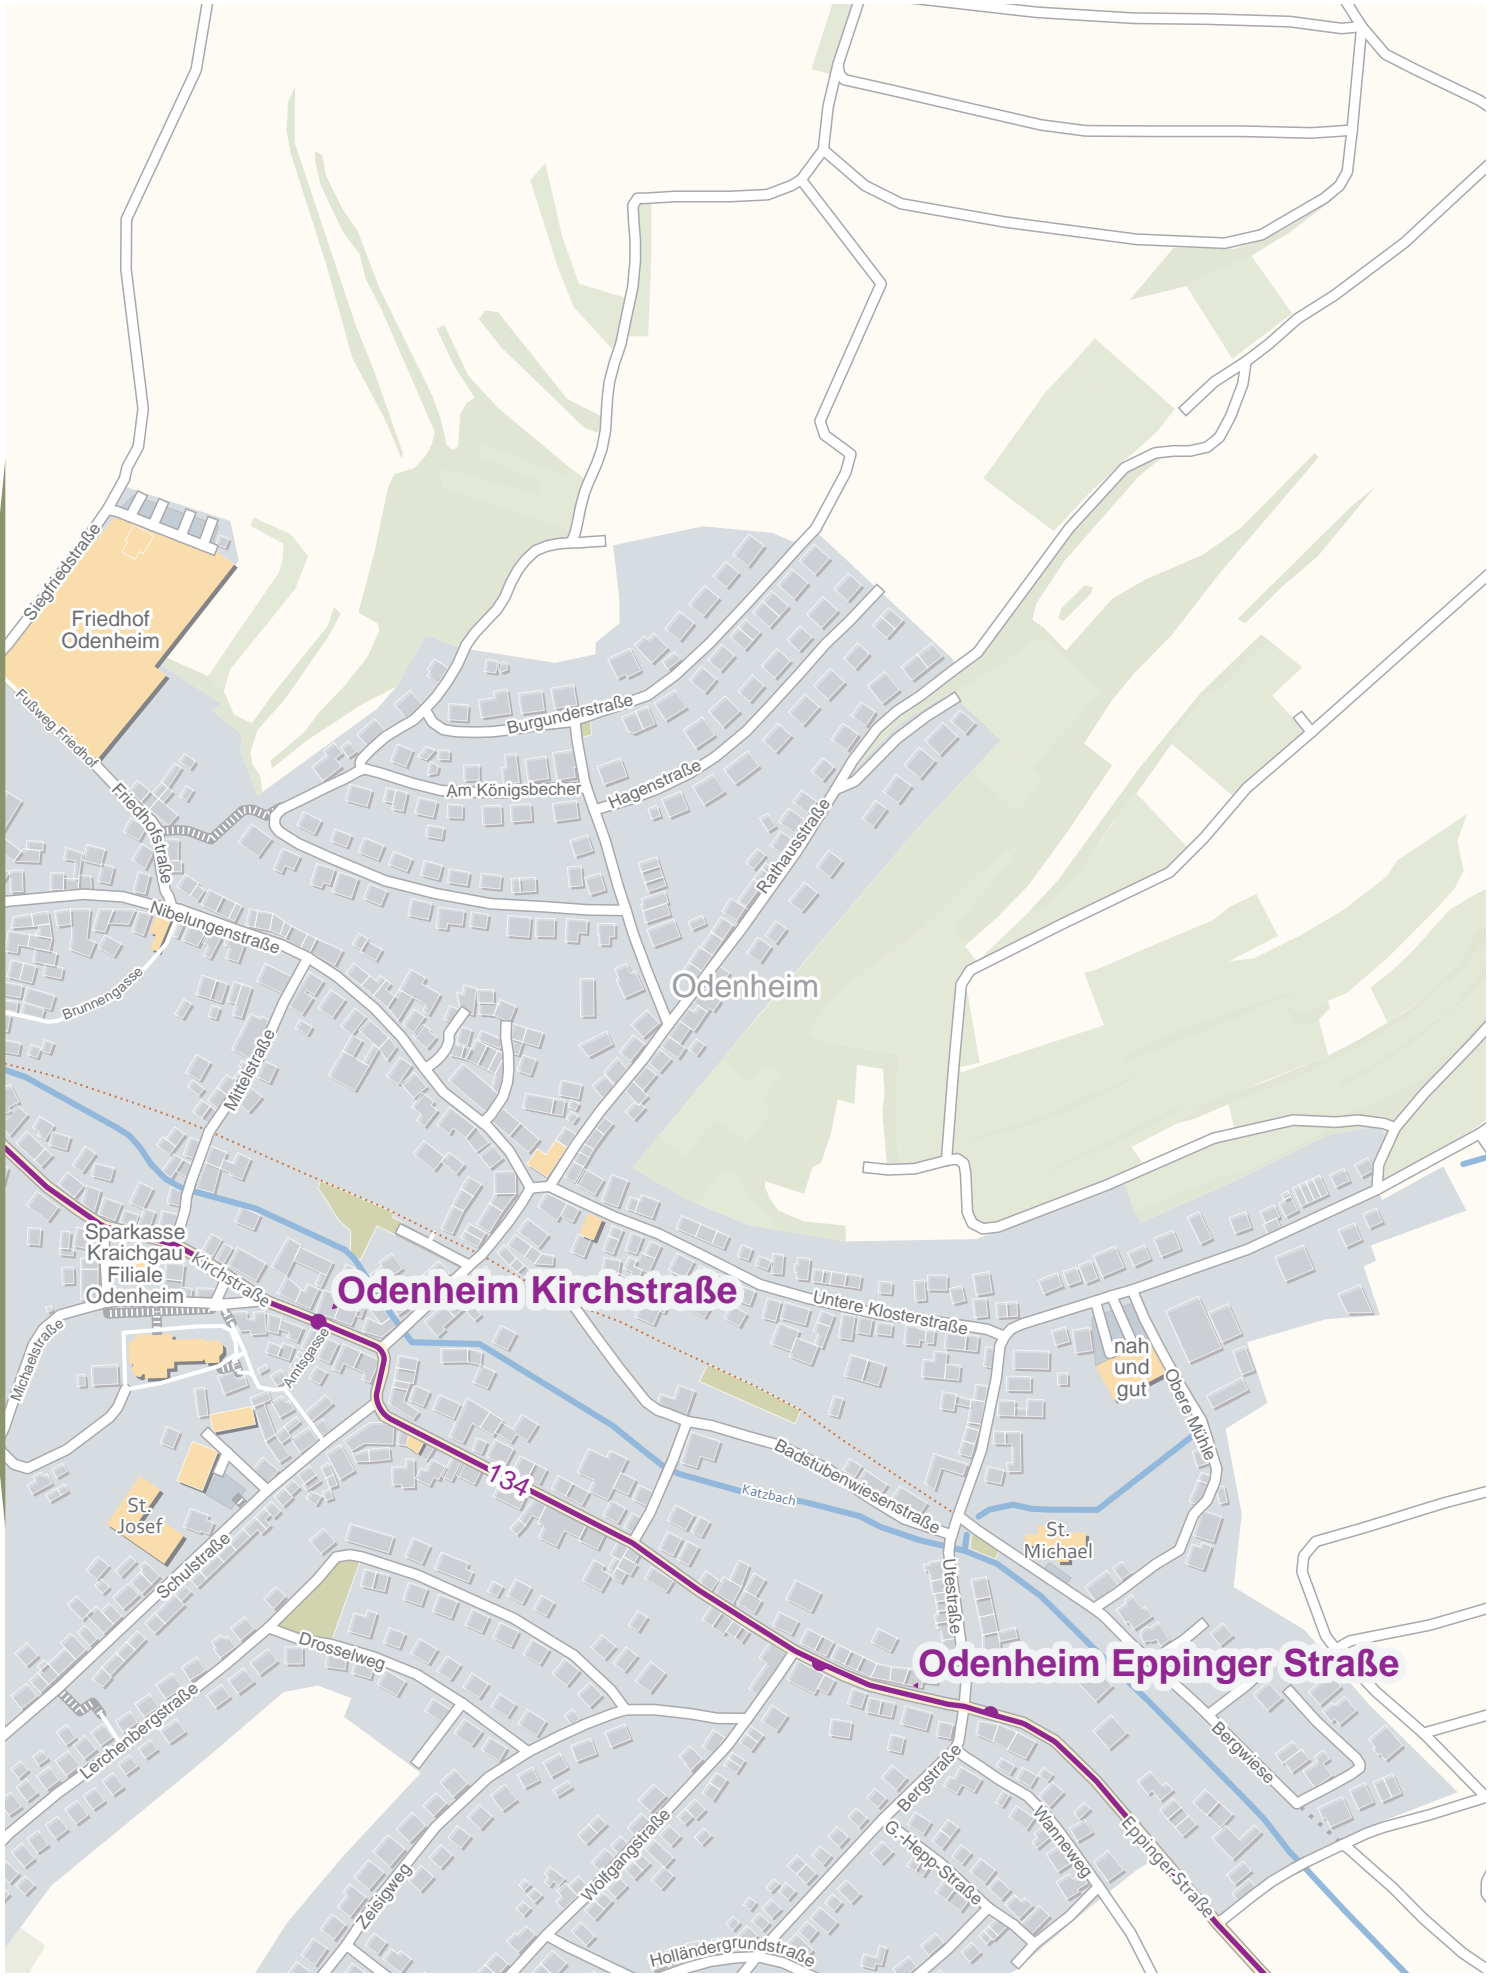 Siegfriedstraße
Friedhof
Odenheim
Fußweg Friedhof
Friedhofstraße
Burgunderstraße
Am Königsbecher
Hagenstraße
Rathausstraße
Nibelungenstraße
Brunnengasse
Odenheim
Mittelstraße
Sparkasse
Kraichgau
Filiale
Odenheim
Kirchstraße
Odenheim Kirchstraße
Untere Klosterstraße
Michaelstraße
Amtsgasse
nah
und
gut
Obere Mühle
134
Badstubenwiesenstraße
Katzbach
St.
Josef
St.
Michael
Schulstraße
Utestraße
Drosselweg
Odenheim Eppinger Straße
Lerchenbergstraße
Bergwiese
Bergstraße
Wanneweg
Eppinger-Straße
G.-Hepp-Straße
Wolfgangstraße
Zeisigweg
Holländergrundstraße